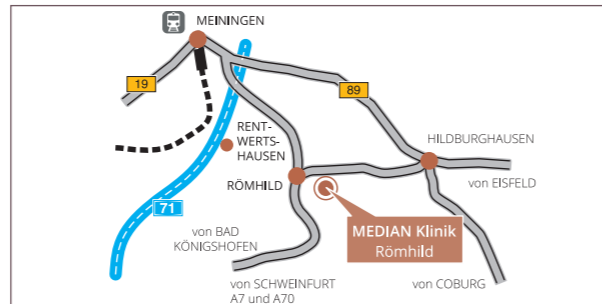 MEININGEN
19
89
RENT-
WERTS-
HAUSEN
HILDBURGHAUSEN
RÖMHILD
von EISFELD
71
MEDIAN Klinik
Römhild
von BAD
KÖNIGSHOFEN
von SCHWEINFURT
A7 und A70
von COBURG